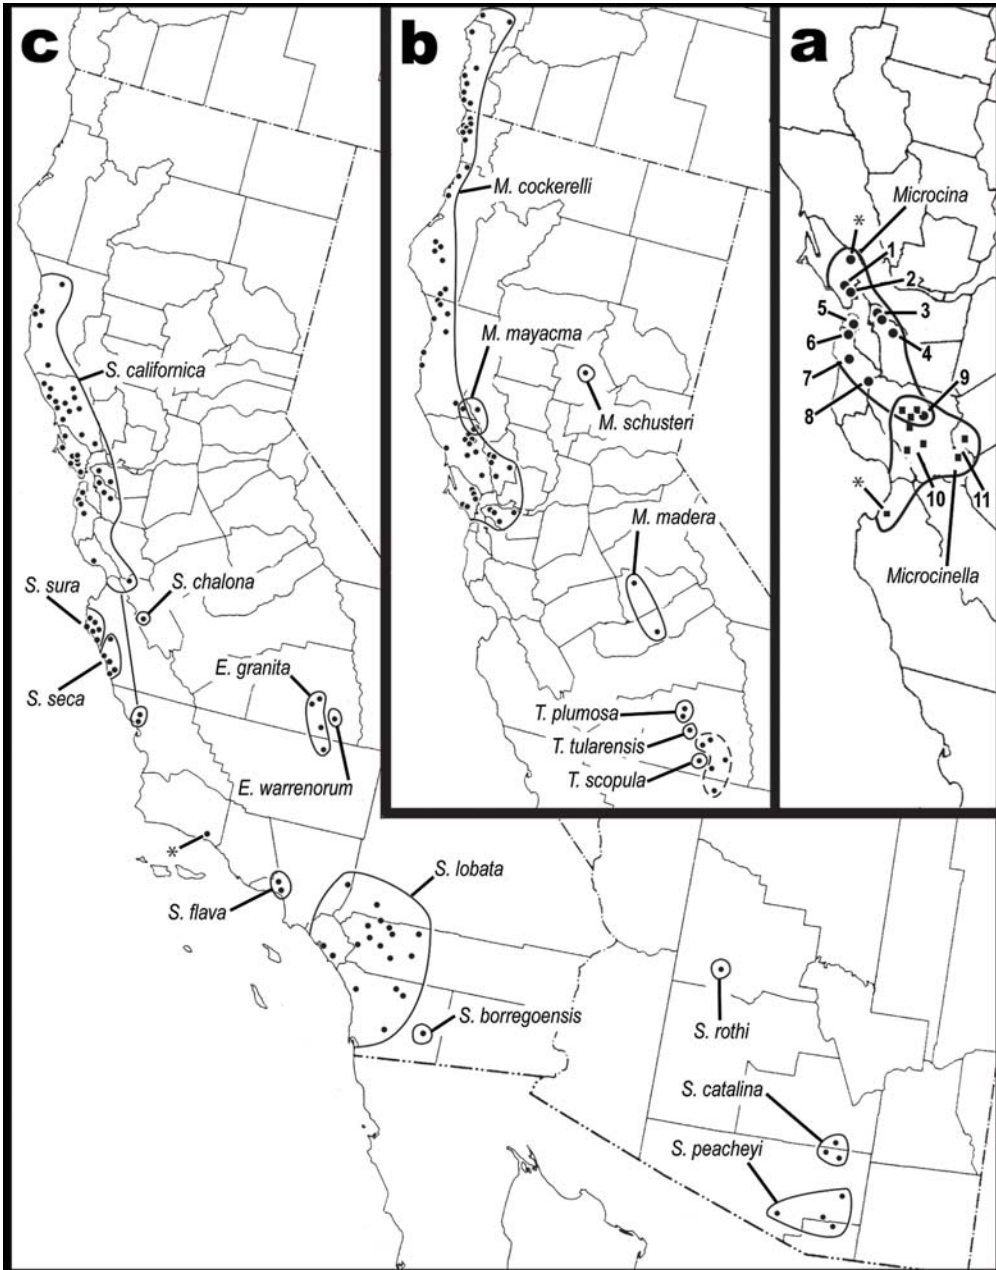 c
b
a
M. cockerelli
Microcina
*
1
2
3
4
5
6
7
8
9
10
11
*
Microcinella
M. mayacma
M. schusteri
M. madera
T. plumosa
T. tularensis
T. scopula
S. californica
S. chalona
S. sura
S. seca
E. granita
E. warrenorum
*
S. flava
S. lobata
S. borregoensis
S. rothi
S. catalina
S. peacheyi